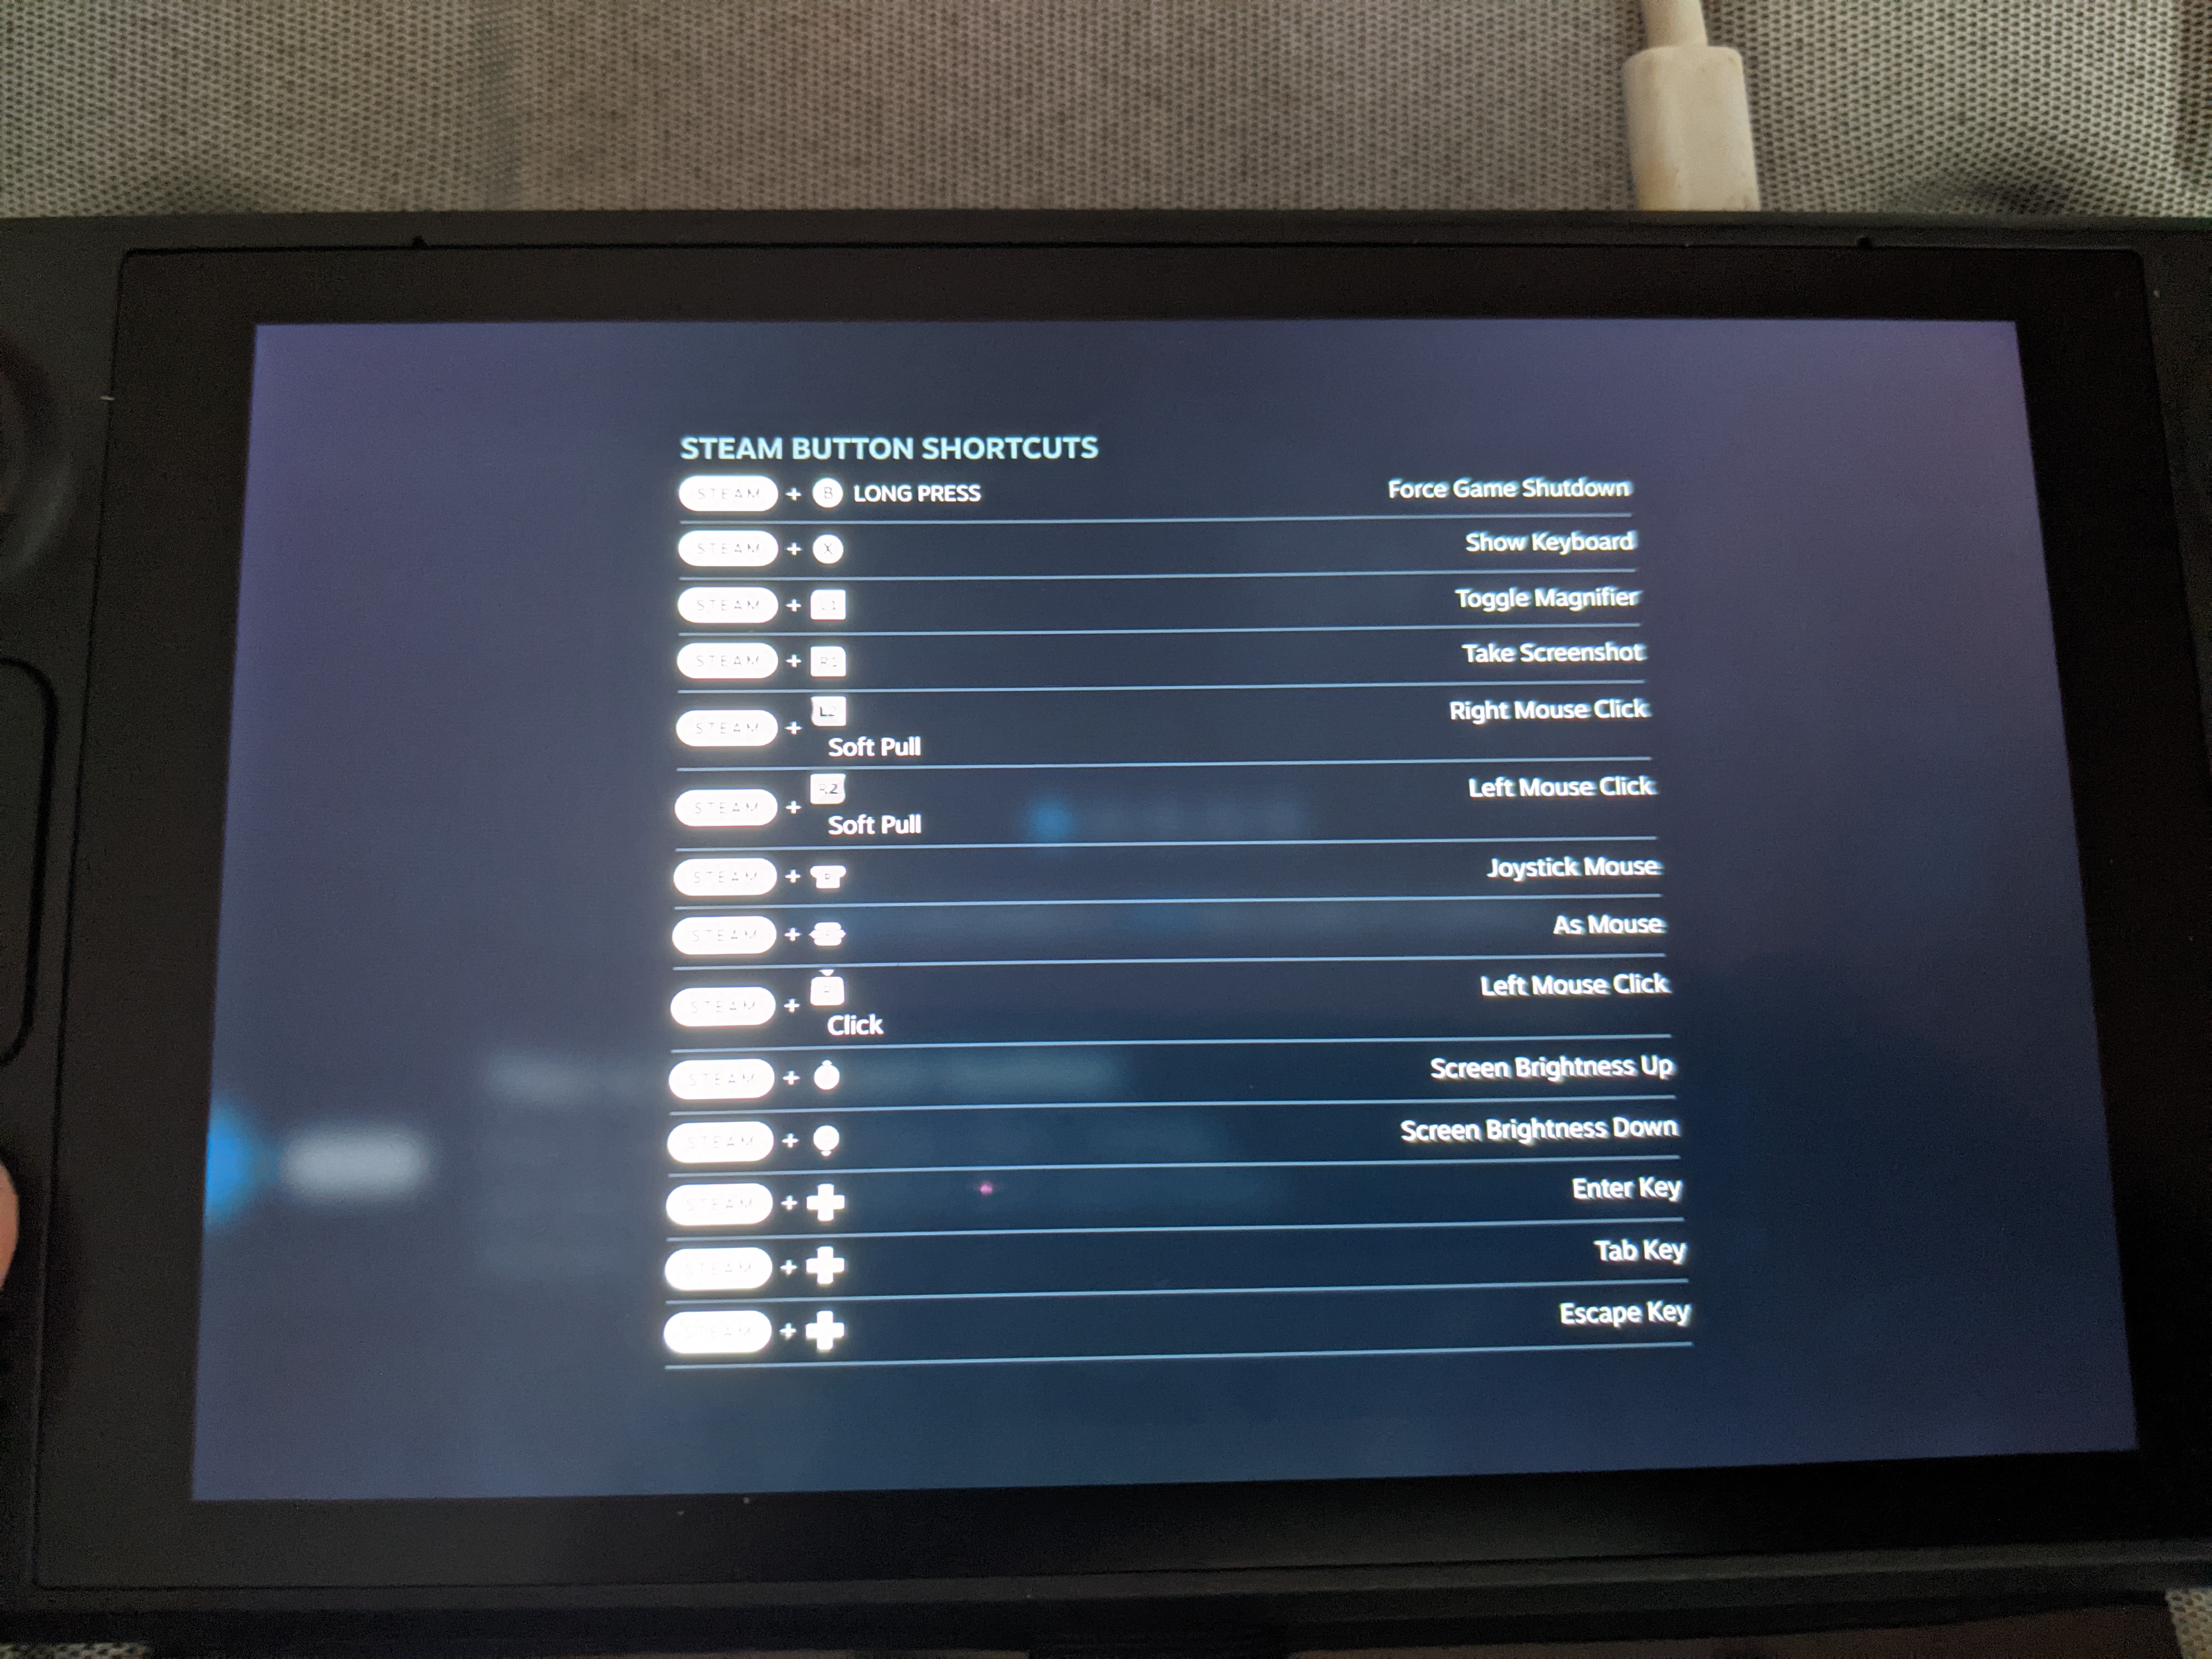 STEAM BUTTON SHORTCUTS
STEAM + B LONG PRESS Force Game Shutdown
STEAM + X Show Keyboard
STEAM + L1 Toggle Magnifier
STEAM + R1 Take Screenshot
STEAM + Right Mouse Click
Soft Pull
STEAM + R2 Left Mouse Click
Soft Pull
STEAM + Joystick Mouse
STEAM + As Mouse
STEAM + Left Mouse Click
Click
STEAM + Screen Brightness Up
STEAM + Screen Brightness Down
STEAM + Enter Key
STEAM + Tab Key
STEAM + Escape Key